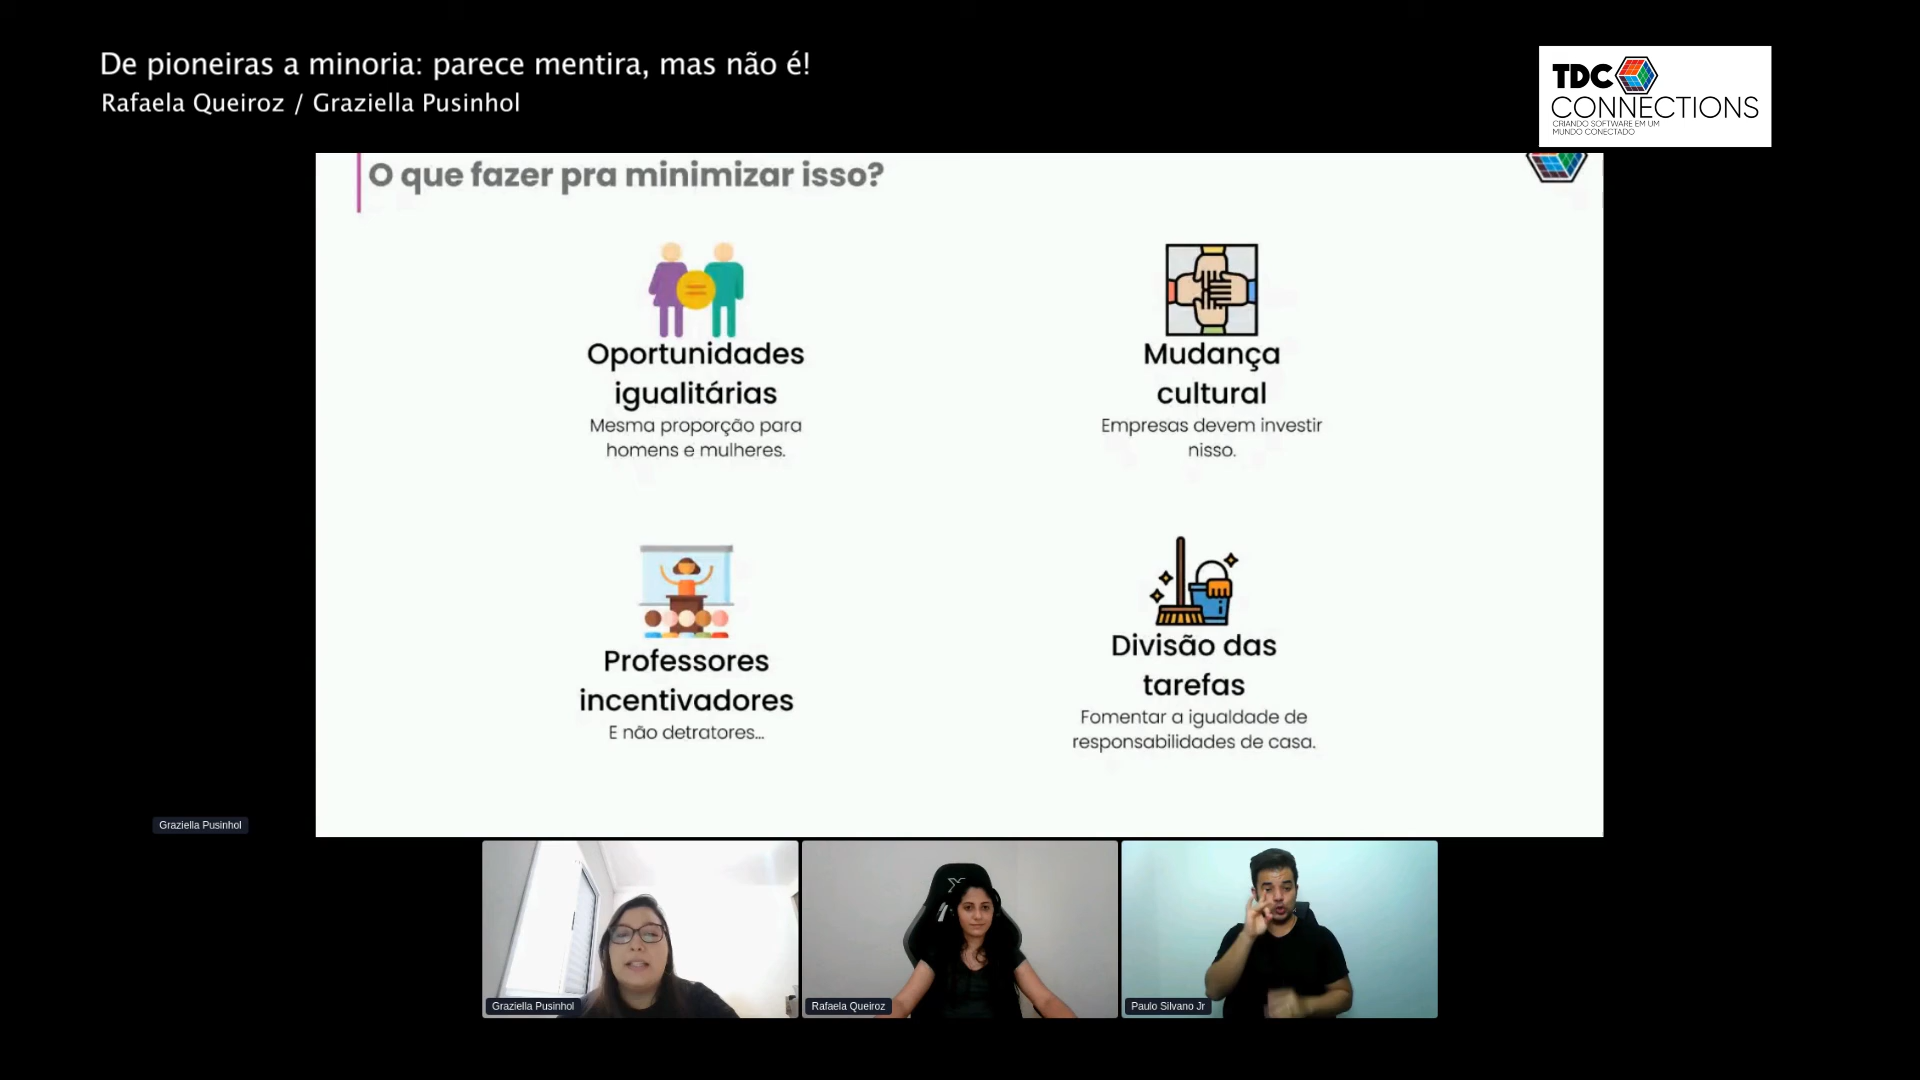 De pioneiras a minoria: parece mentira, mas não é!
Rafaela Queiroz / Graziella Pusinhol
TDC
CONNECTIONS
CRIANDO SOFTWARE EM UM
MUNDO CONECTADO
O que fazer pra minimizar isso?
Oportunidades
igualitárias
Mesma proporção para
homens e mulheres.
Mudança
cultural
Empresas devem investir
nisso.
Professores
incentivadores
E não detratores...
Divisão das
tarefas
Fomentar a igualdade de
responsabilidades de casa.
Graziella Pusinhol
Graziella Pusinhol
Rafaela Queiroz
Paulo Silvano Jr